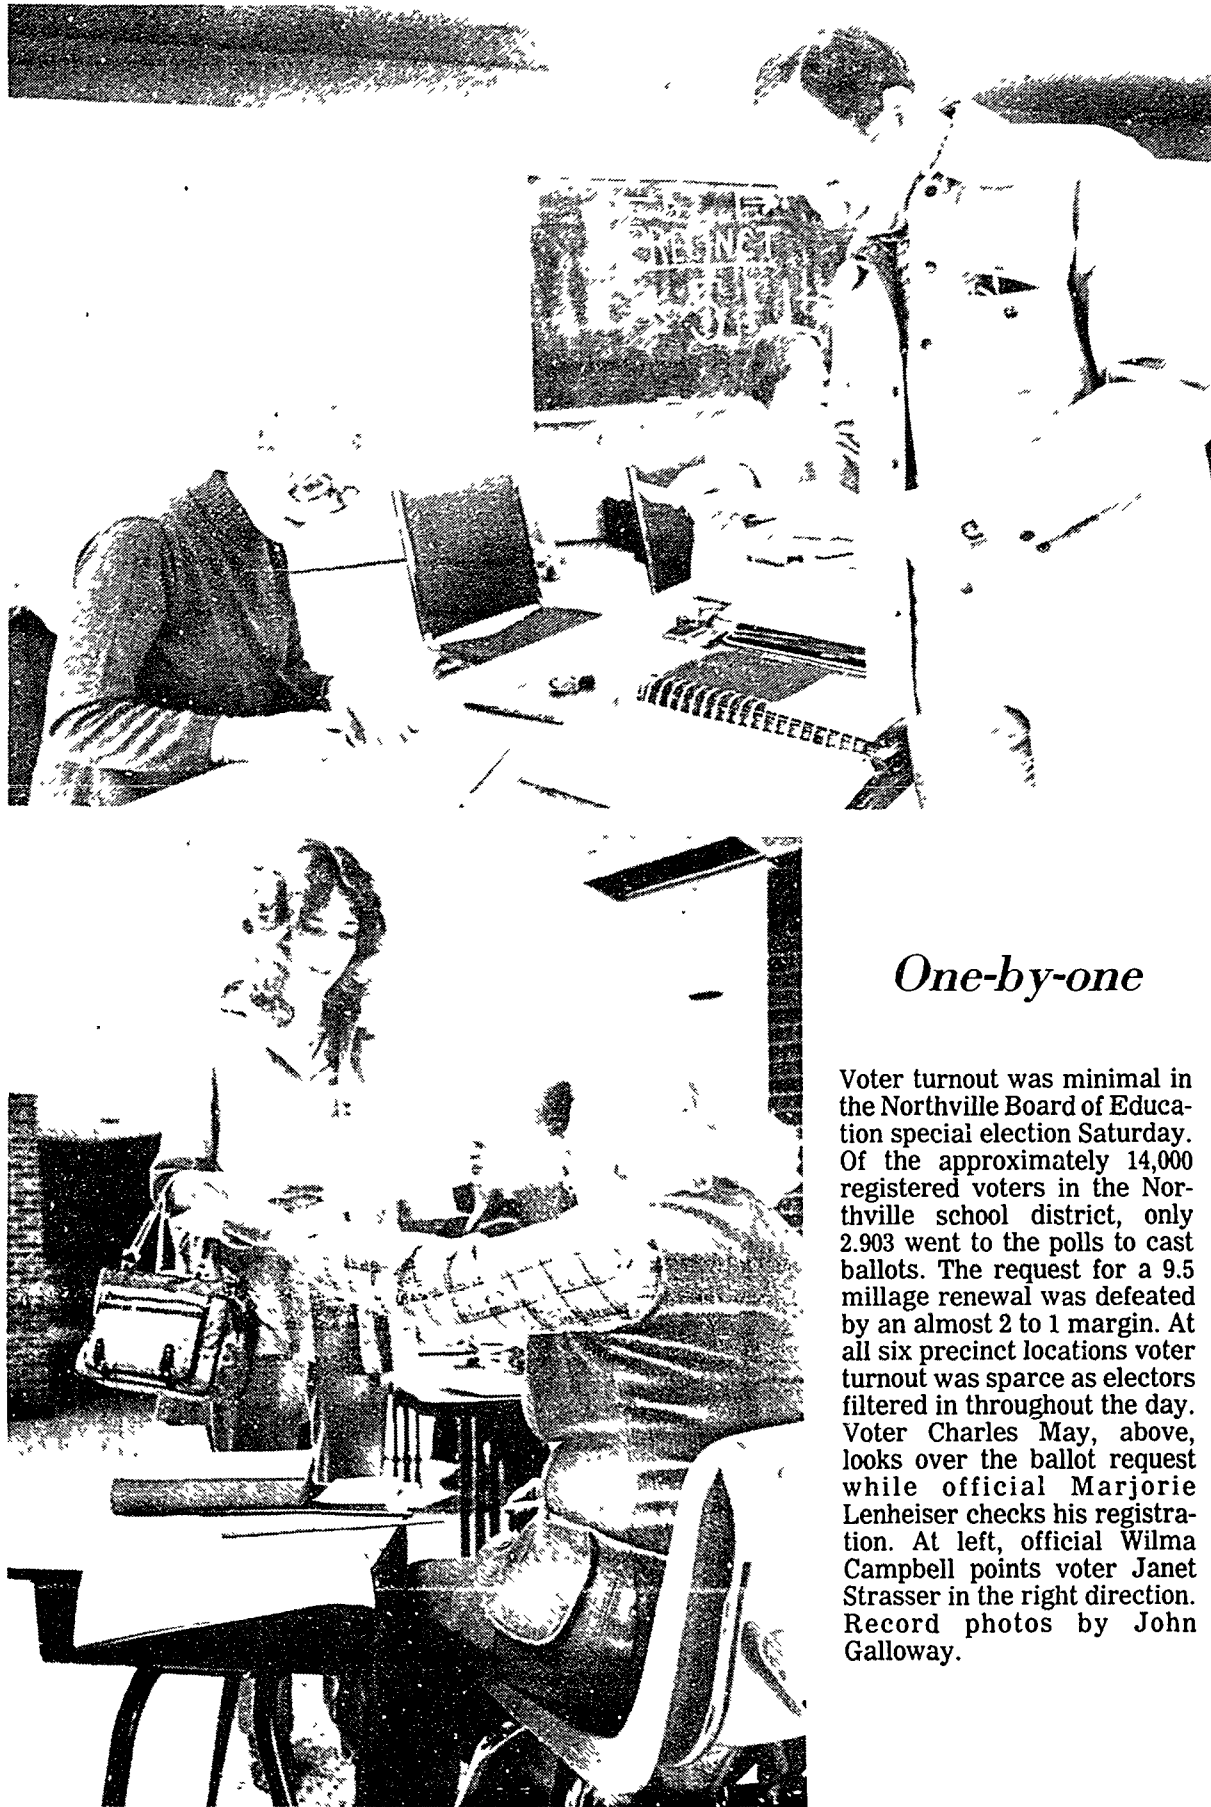 PRECINCT
One-by-one
Voter turnout was minimal in
the Northville Board of Educa-
tion special election Saturday.
Of the approximately 14,000
registered voters in the Nor-
thville school district, only
2.903 went to the polls to cast
ballots. The request for a 9.5
millage renewal was defeated
by an almost 2 to 1 margin. At
all six precinct locations voter
turnout was sparce as electors
filtered in throughout the day.
Voter Charles May, above,
looks over the ballot request
while official Marjorie
Lenheiser checks his registra-
tion. At left, official Wilma
Campbell points voter Janet
Strasser in the right direction.
Record photos by John
Galloway.